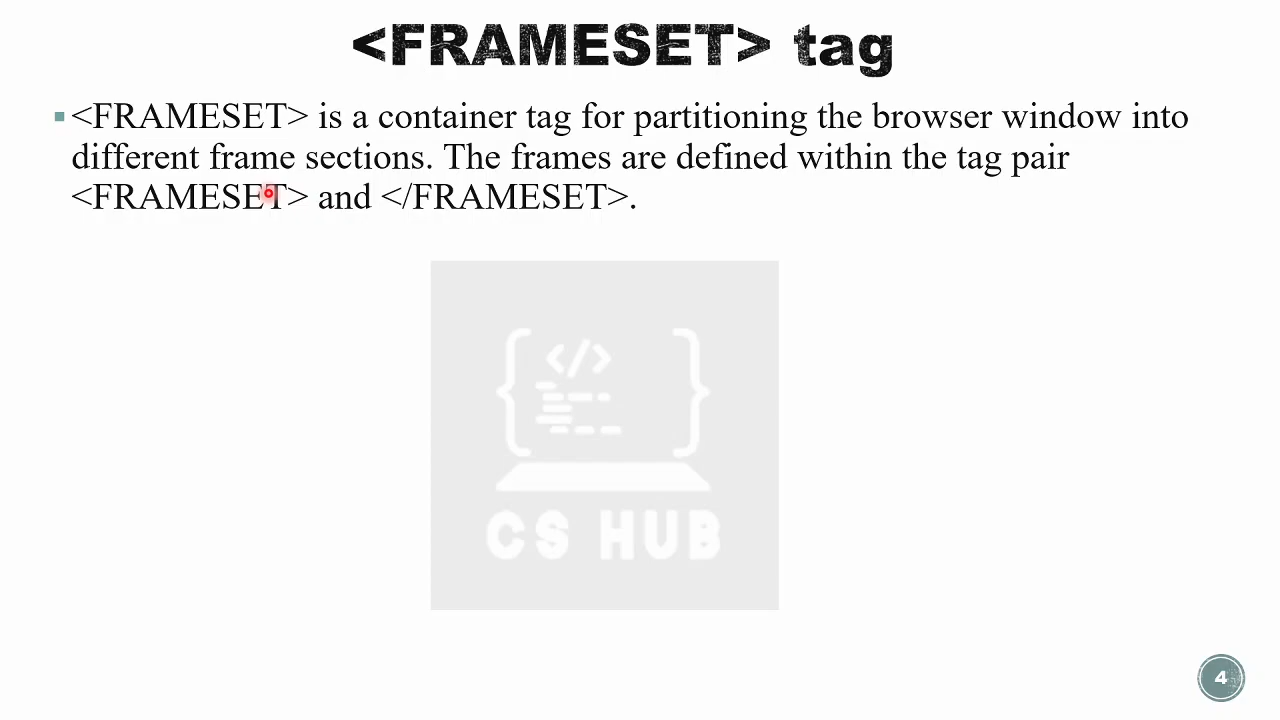 <FRAMESET> tag
<FRAMESET> is a container tag for partitioning the browser window into
different frame sections. The frames are defined within the tag pair
<FRAMESET> and </FRAMESET>.
</>
CS HUB
4